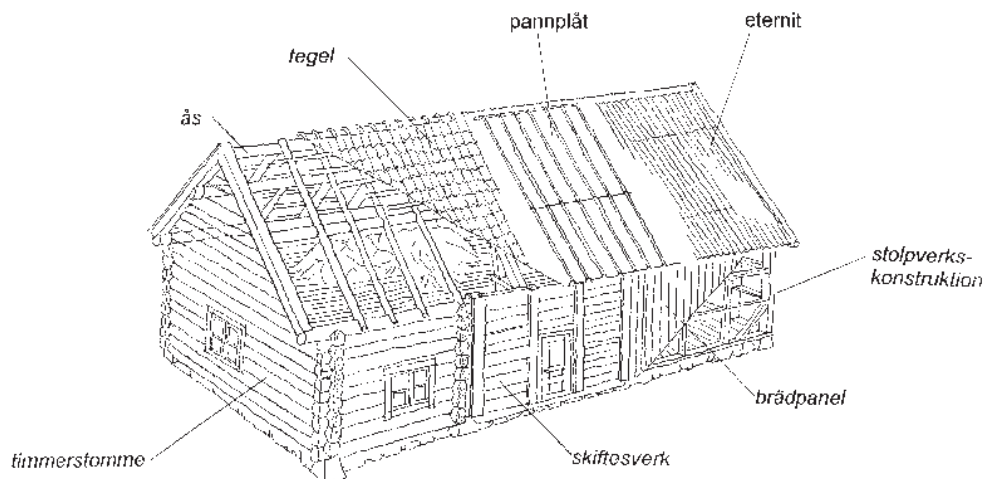 pannplåt
eternit
tegel
ås
stolpverks-
konstruktion
brädpanel
timmerstomme
skiftesverk